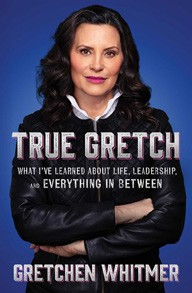 TRUE GRETCH
WHAT I'VE LEARNED ABOUT LIFE, LEADERSHIP,
AND EVERYTHING IN BETWEEN
GRETCHEN WHITMER